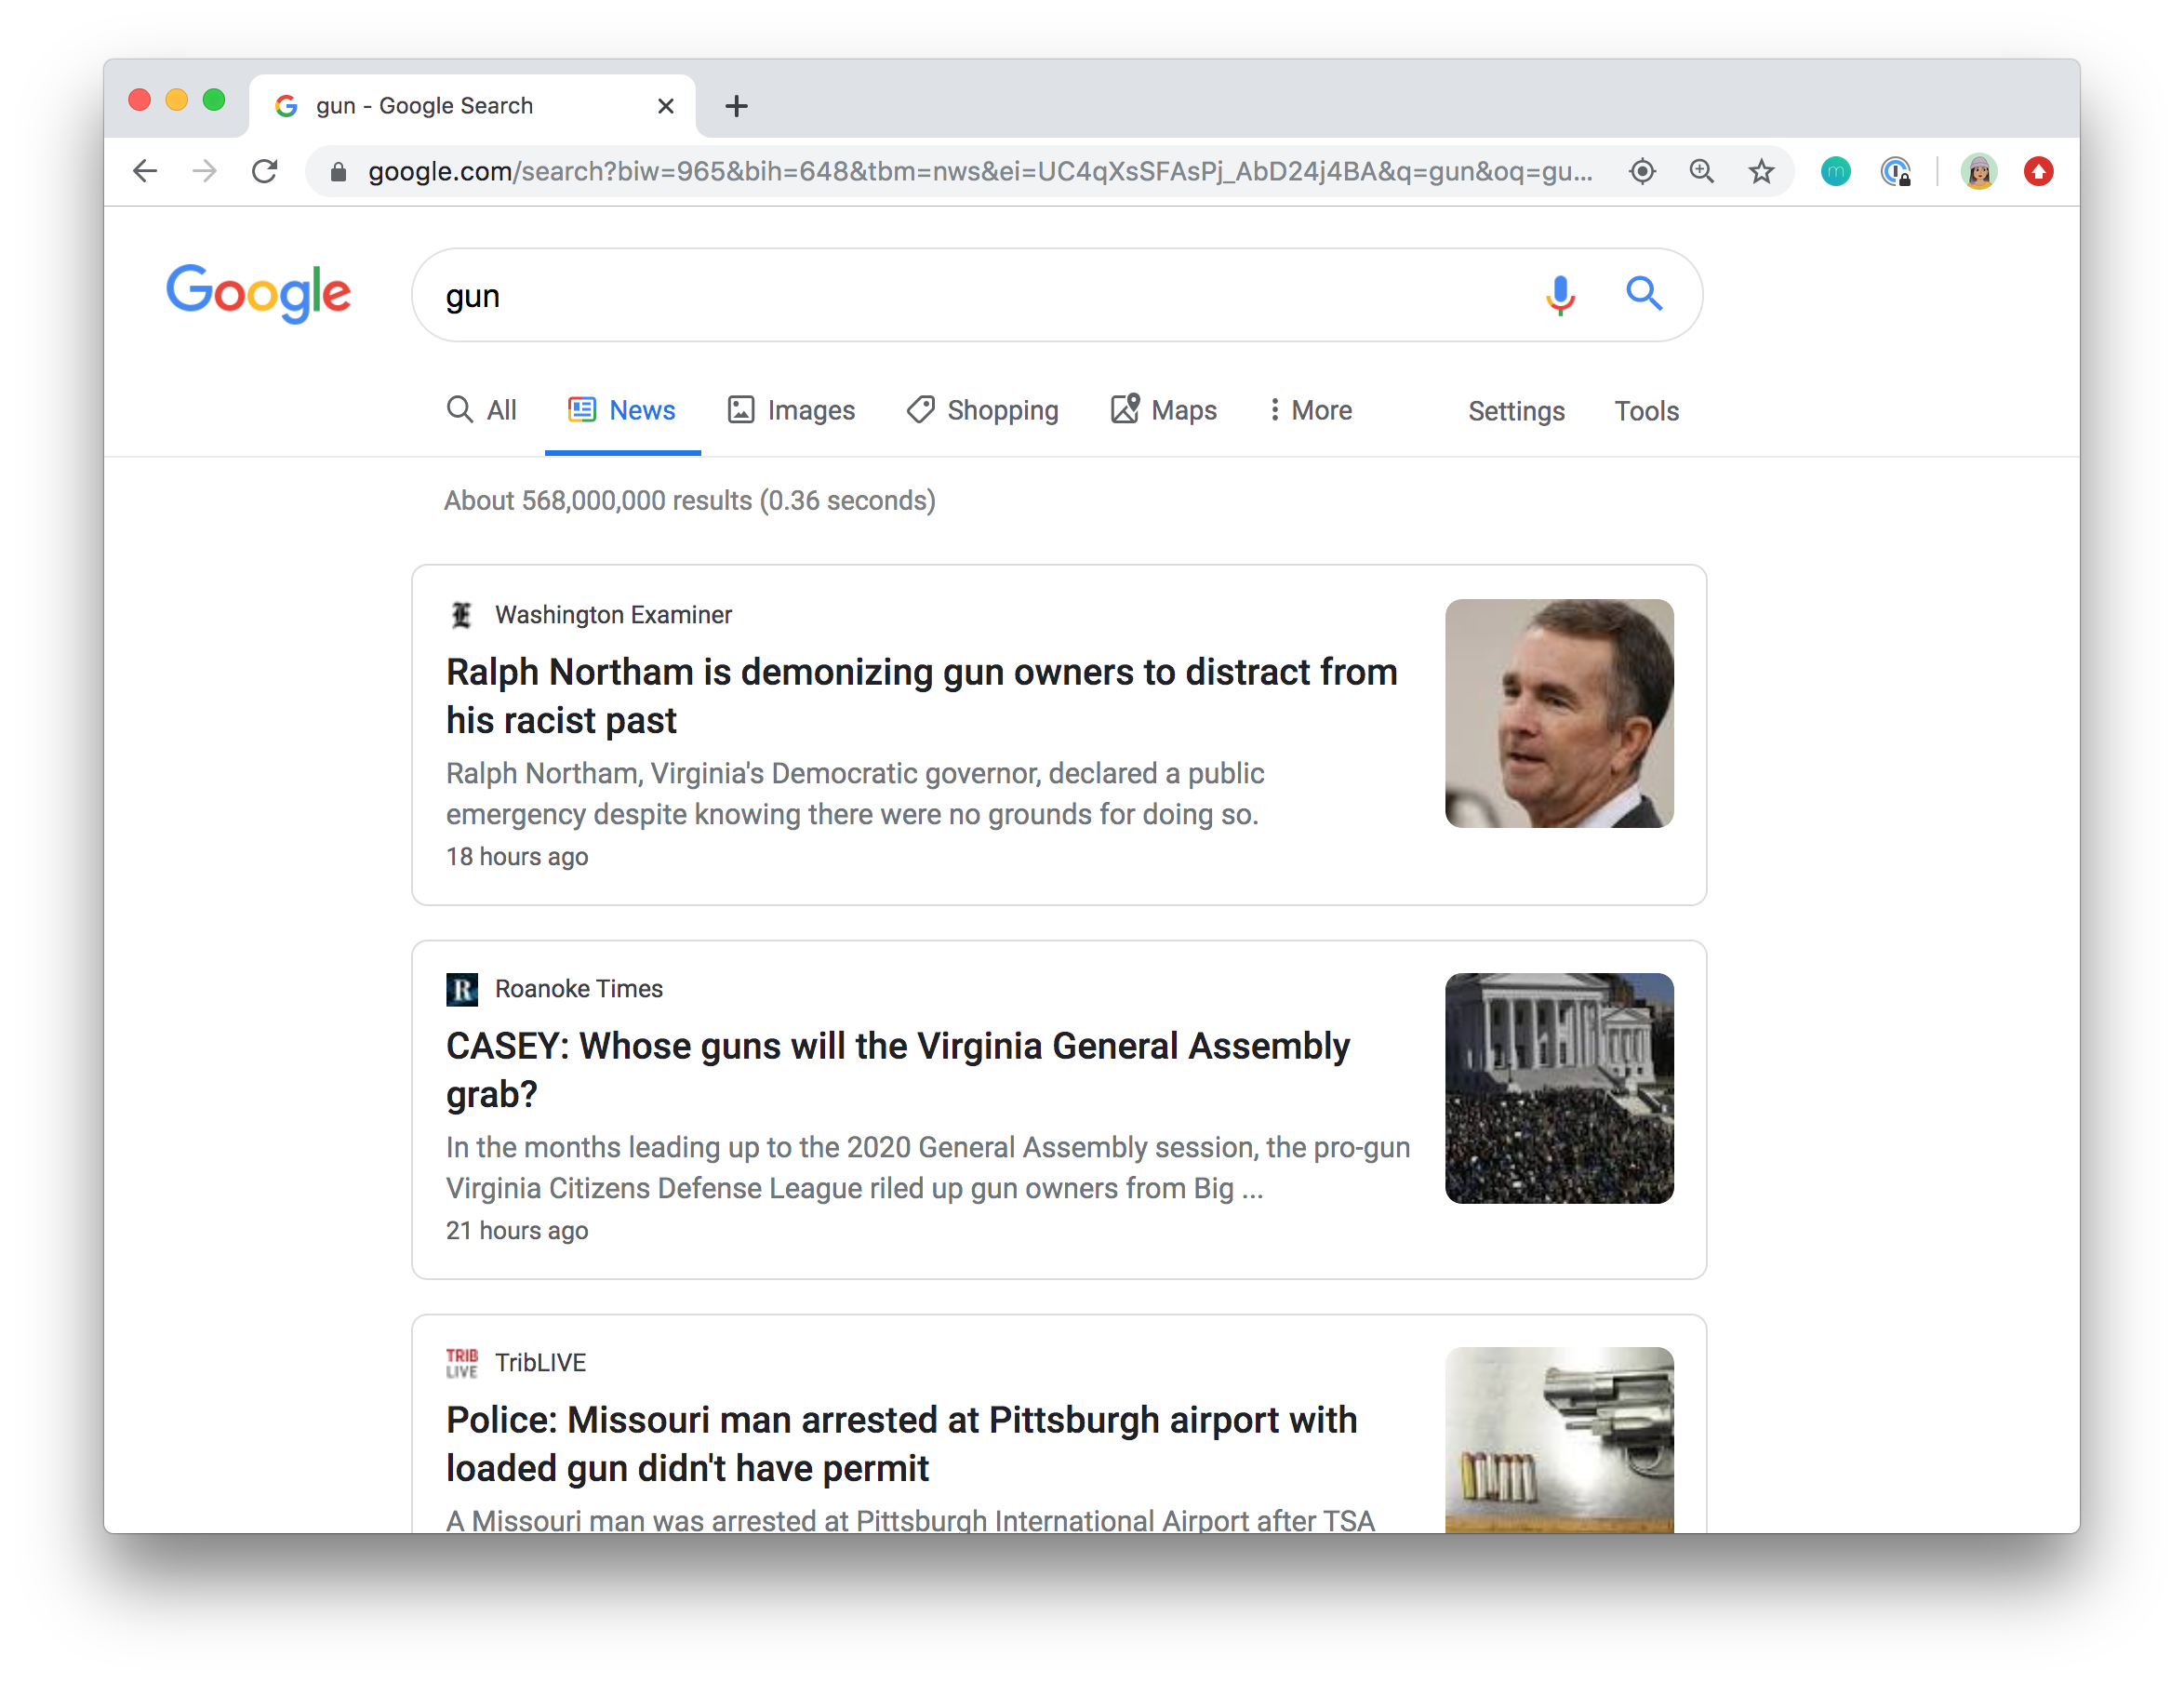 gun - Google Search
google.com/search?biw=965&bih=648&tbm=nws&ei=UC4qXsSFAsPj_AbD24j4BA&q=gun&oq=gu...
m
Google
gun
All
News
Images
Shopping
Maps
More
Settings
Tools
About 568,000,000 results (0.36 seconds)
E Washington Examiner
Ralph Northam is demonizing gun owners to distract from
his racist past
Ralph Northam, Virginia's Democratic governor, declared a public
emergency despite knowing there were no grounds for doing so.
18 hours ago
R Roanoke Times
CASEY: Whose guns will the Virginia General Assembly
grab?
In the months leading up to the 2020 General Assembly session, the pro-gun
Virginia Citizens Defense League riled up gun owners from Big ...
21 hours ago
TRIB
LIVE
TribLIVE
Police: Missouri man arrested at Pittsburgh airport with
loaded gun didn't have permit
A Missouri man was arrested at Pittsburgh International Airport after TSA